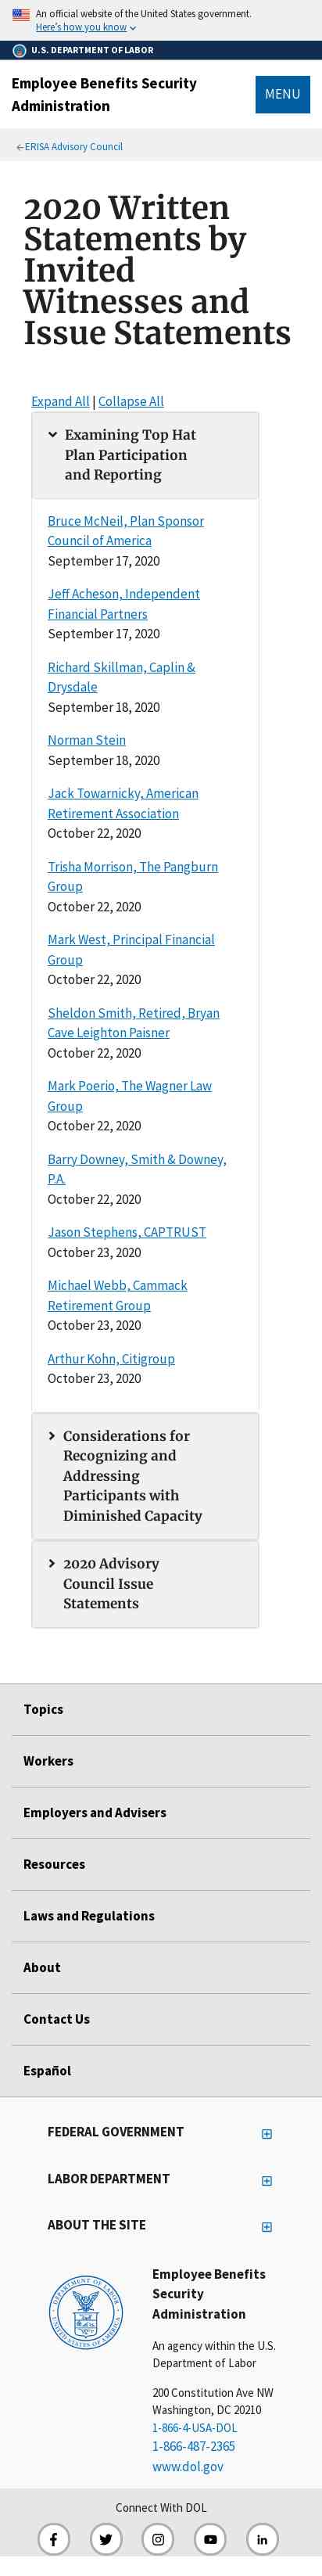 An official website of the United States government.
Here's how you know
U.S. DEPARTMENT OF LABOR
Employee Benefits Security
Administration
MENU
ERISA Advisory Council
2020 Written
Statements by
Invited
Witnesses and
Issue Statements
Expand All | Collapse All
Examining Top Hat
Plan Participation
and Reporting
Bruce McNeil, Plan Sponsor
Council of America
September 17, 2020
Jeff Acheson, Independent
Financial Partners
September 17, 2020
Richard Skillman, Caplin &
Drysdale
September 18, 2020
Norman Stein
September 18, 2020
Jack Towarnicky, American
Retirement Association
October 22, 2020
Trisha Morrison, The Pangburn
Group
October 22, 2020
Mark West, Principal Financial
Group
October 22, 2020
Sheldon Smith, Retired, Bryan
Cave Leighton Paisner
October 22, 2020
Mark Poerio, The Wagner Law
Group
October 22, 2020
Barry Downey, Smith & Downey,
P.A.
October 22, 2020
Jason Stephens, CAPTRUST
October 23, 2020
Michael Webb, Cammack
Retirement Group
October 23, 2020
Arthur Kohn, Citigroup
October 23, 2020
Considerations for
Recognizing and
Addressing
Participants with
Diminished Capacity
2020 Advisory
Council Issue
Statements
Topics
Workers
Employers and Advisers
Resources
Laws and Regulations
About
Contact Us
Español
FEDERAL GOVERNMENT
LABOR DEPARTMENT
ABOUT THE SITE
DEPARTMENT OF LABOR
UNITED STATES OF AMERICA
Employee Benefits
Security
Administration
An agency within the U.S.
Department of Labor
200 Constitution Ave NW
Washington, DC 20210
1-866-4-USA-DOL
1-866-487-2365
www.dol.gov
Connect With DOL